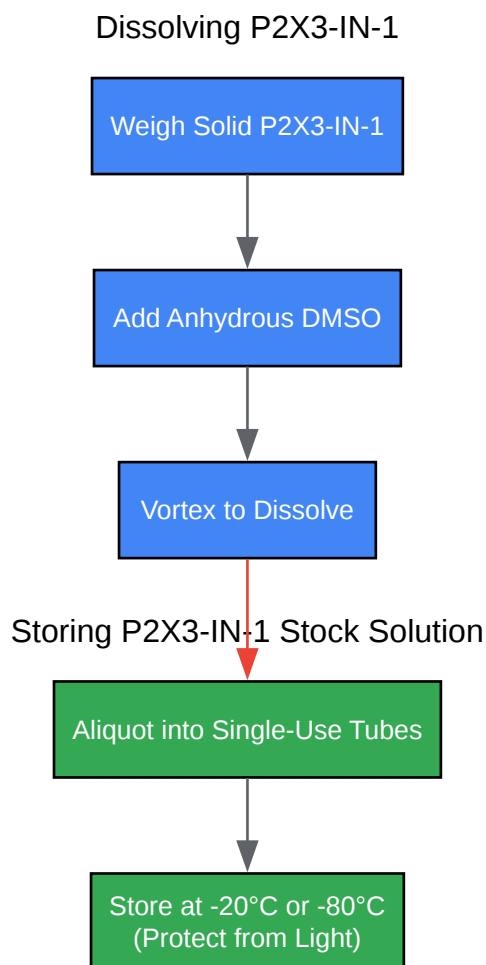 Dissolving P2X3-IN-1
Weigh Solid P2X3-IN-1
Add Anhydrous DMSO
Vortex to Dissolve
Storing P2X3-IN-1 Stock Solution
Aliquot into Single-Use Tubes
Store at -20°C or -80°C
(Protect from Light)